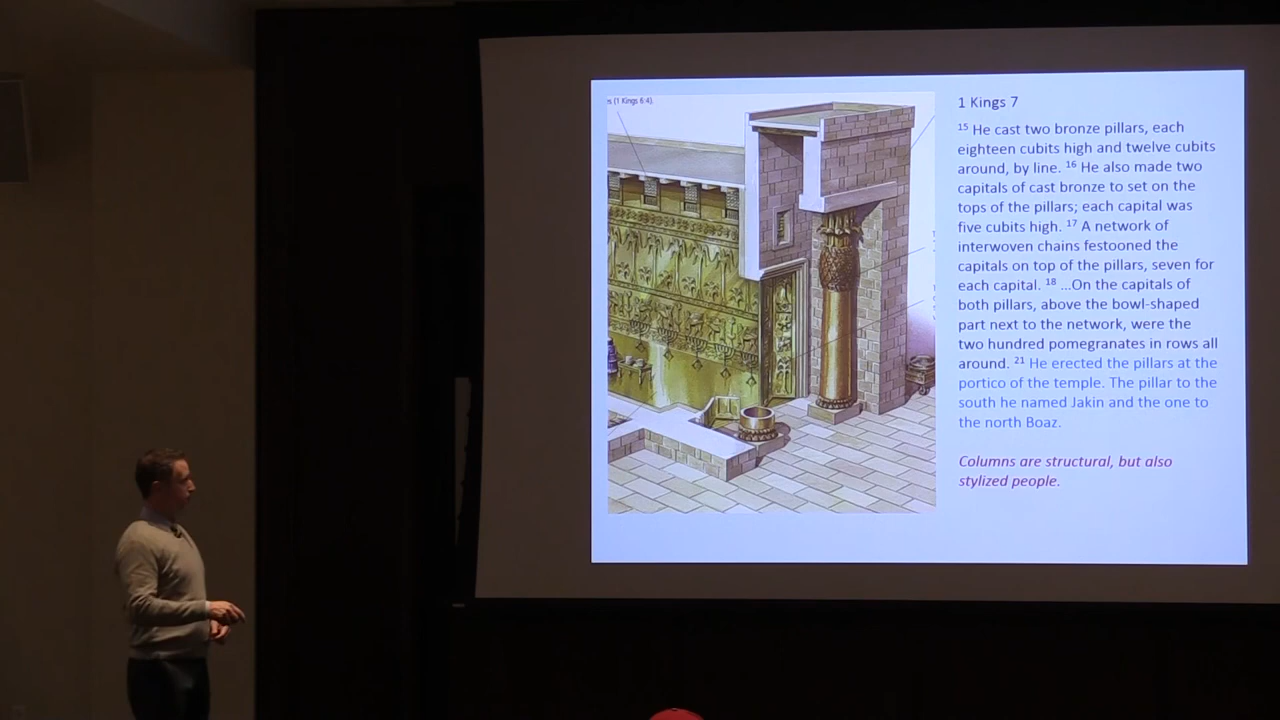 s (1 Kings 6:4).
1 Kings 7
15 He cast two bronze pillars, each
eighteen cubits high and twelve cubits
around, by line. 16 He also made two
capitals of cast bronze to set on the
tops of the pillars; each capital was
five cubits high. 17 A network of
interwoven chains festooned the
capitals on top of the pillars, seven for
each capital. 18 ...On the capitals of
both pillars, above the bowl-shaped
part next to the network, were the
two hundred pomegranates in rows all
around. 21 He erected the pillars at the
portico of the temple. The pillar to the
south he named Jakin and the one to
the north Boaz.
Columns are structural, but also
stylized people.